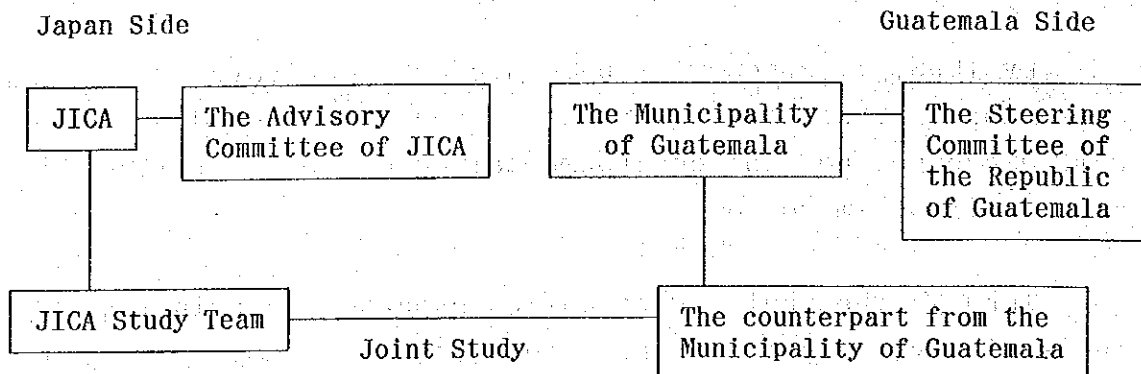 Japan Side
Guatemala Side
JICA
The Advisory
Committee of JICA
The Municipality
of Guatemala
The Steering
Committee of
the Republic
of Guatemala
JICA Study Team
Joint Study
The counterpart from the
Municipality of Guatemala